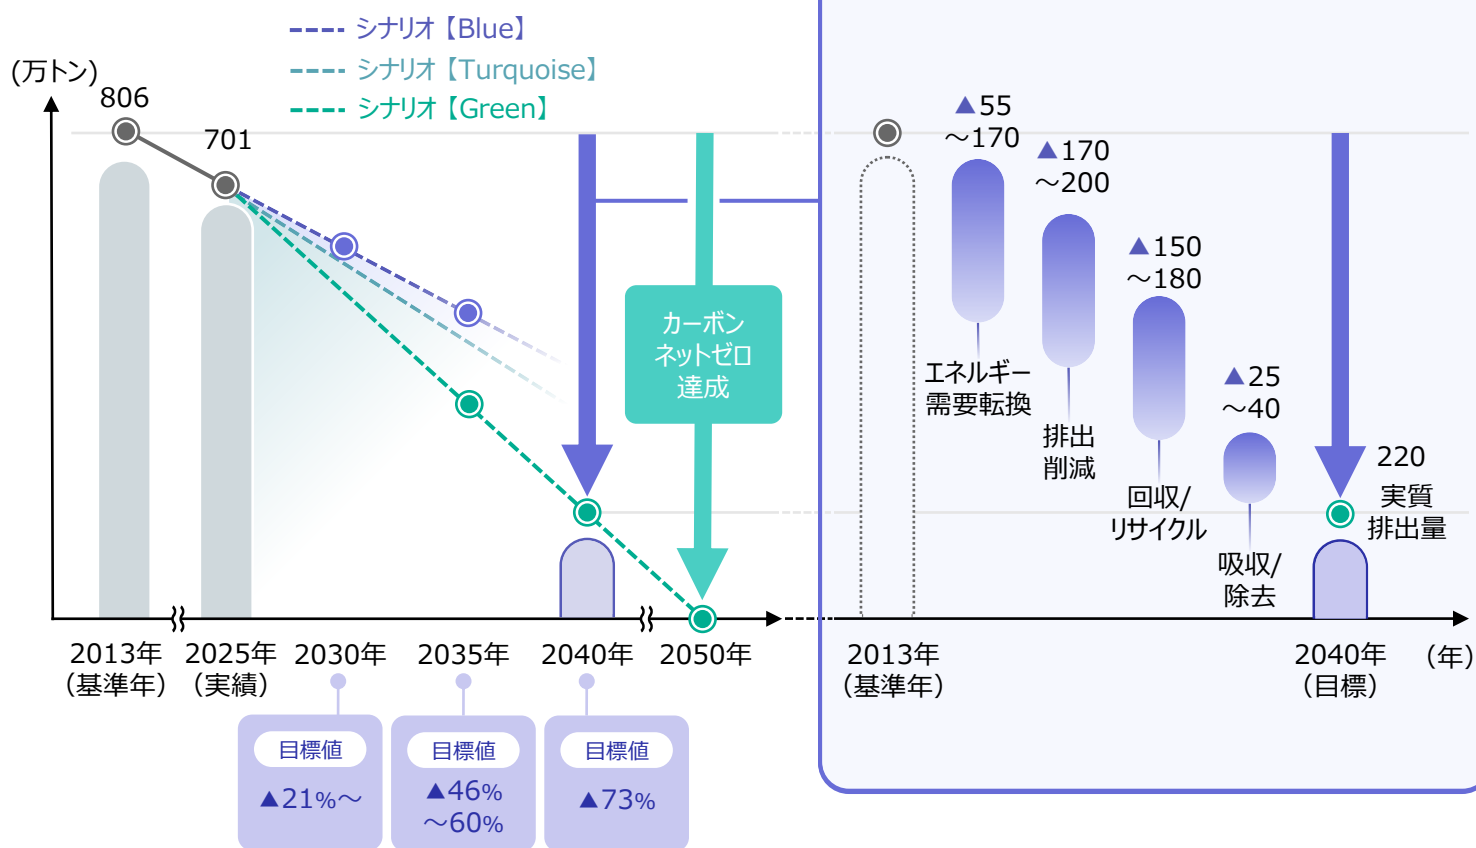 シナリオ【Blue】
シナリオ【Turquoise】
シナリオ【Green】
(万トン)
806
701
カーボン
ネットゼロ
達成
2013年
(基準年)
2025年
(実績)
2030年
2035年
2040年
2050年
目標値
▲21%～
目標値
▲46%
～60%
目標値
▲73%
▲55
～170
エネルギー
需要転換
▲170
～200
排出
削減
▲150
～180
回収/
リサイクル
▲25
～40
吸収/
除去
220
実質
排出量
2013年
(基準年)
2040年
(目標)
(年)